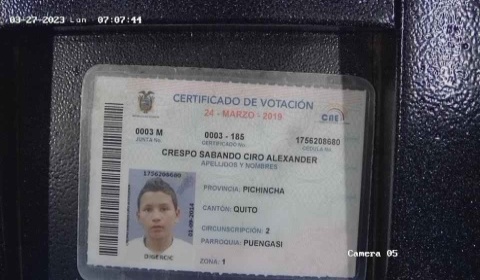 03-27-2023 Lun 07:07:44
CERTIFICADO DE VOTACIÓN
24 - MARZO - 2019
CNE
0003 M
JUNTA No.
0003 - 185
CERTIFICADO No.
1756208680
CÉDULA No.
CRESPO SABANDO CIRO ALEXANDER
APELLIDOS Y NOMBRES
1756208680
PROVINCIA: PICHINCHA
CANTÓN: QUITO
CIRCUNSCRIPCIÓN: 2
PARROQUIA: PUENGASI
ZONA: 1
DIGERCIC
Camera 05